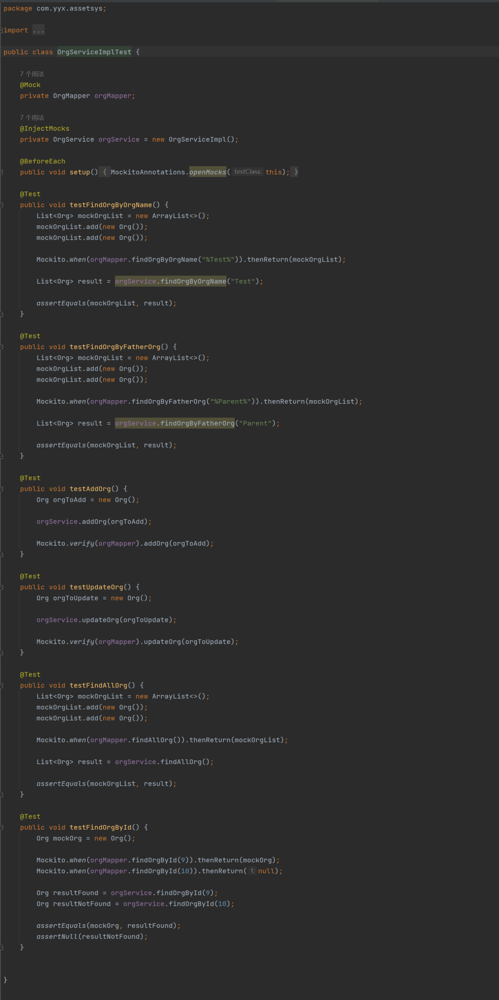 package com.yyx.assetsys;
import ...
public class OrgServiceImplTest {
7 个用法
@Mock
private OrgMapper orgMapper;
7 个用法
@InjectMocks
private OrgService orgService = new OrgServiceImpl();
@BeforeEach
public void setup() { MockitoAnnotations.openMocks( testClass: this); }
@Test
public void testFindOrgByOrgName() {
List<Org> mockOrgList = new ArrayList<>();
mockOrgList.add(new Org());
mockOrgList.add(new Org());
Mockito.when(orgMapper.findOrgByOrgName("%Test%")).thenReturn(mockOrgList);
List<Org> result = orgService.findOrgByOrgName("Test");
assertEquals(mockOrgList, result);
}
@Test
public void testFindOrgByFatherOrg() {
List<Org> mockOrgList = new ArrayList<>();
mockOrgList.add(new Org());
mockOrgList.add(new Org());
Mockito.when(orgMapper.findOrgByFatherOrg("%Parent%")).thenReturn(mockOrgList);
List<Org> result = orgService.findOrgByFatherOrg("Parent");
assertEquals(mockOrgList, result);
}
@Test
public void testAddOrg() {
Org orgToAdd = new Org();
orgService.addOrg(orgToAdd);
Mockito.verify(orgMapper).addOrg(orgToAdd);
}
@Test
public void testUpdateOrg() {
Org orgToUpdate = new Org();
orgService.updateOrg(orgToUpdate);
Mockito.verify(orgMapper).updateOrg(orgToUpdate);
}
@Test
public void testFindAllOrg() {
List<Org> mockOrgList = new ArrayList<>();
mockOrgList.add(new Org());
mockOrgList.add(new Org());
Mockito.when(orgMapper.findAllOrg()).thenReturn(mockOrgList);
List<Org> result = orgService.findAllOrg();
assertEquals(mockOrgList, result);
}
@Test
public void testFindOrgById() {
Org mockOrg = new Org();
Mockito.when(orgMapper.findOrgById(9)).thenReturn(mockOrg);
Mockito.when(orgMapper.findOrgById(10)).thenReturn( t: null);
Org resultFound = orgService.findOrgById(9);
Org resultNotFound = orgService.findOrgById(10);
assertEquals(mockOrg, resultFound);
assertNull(resultNotFound);
}
}